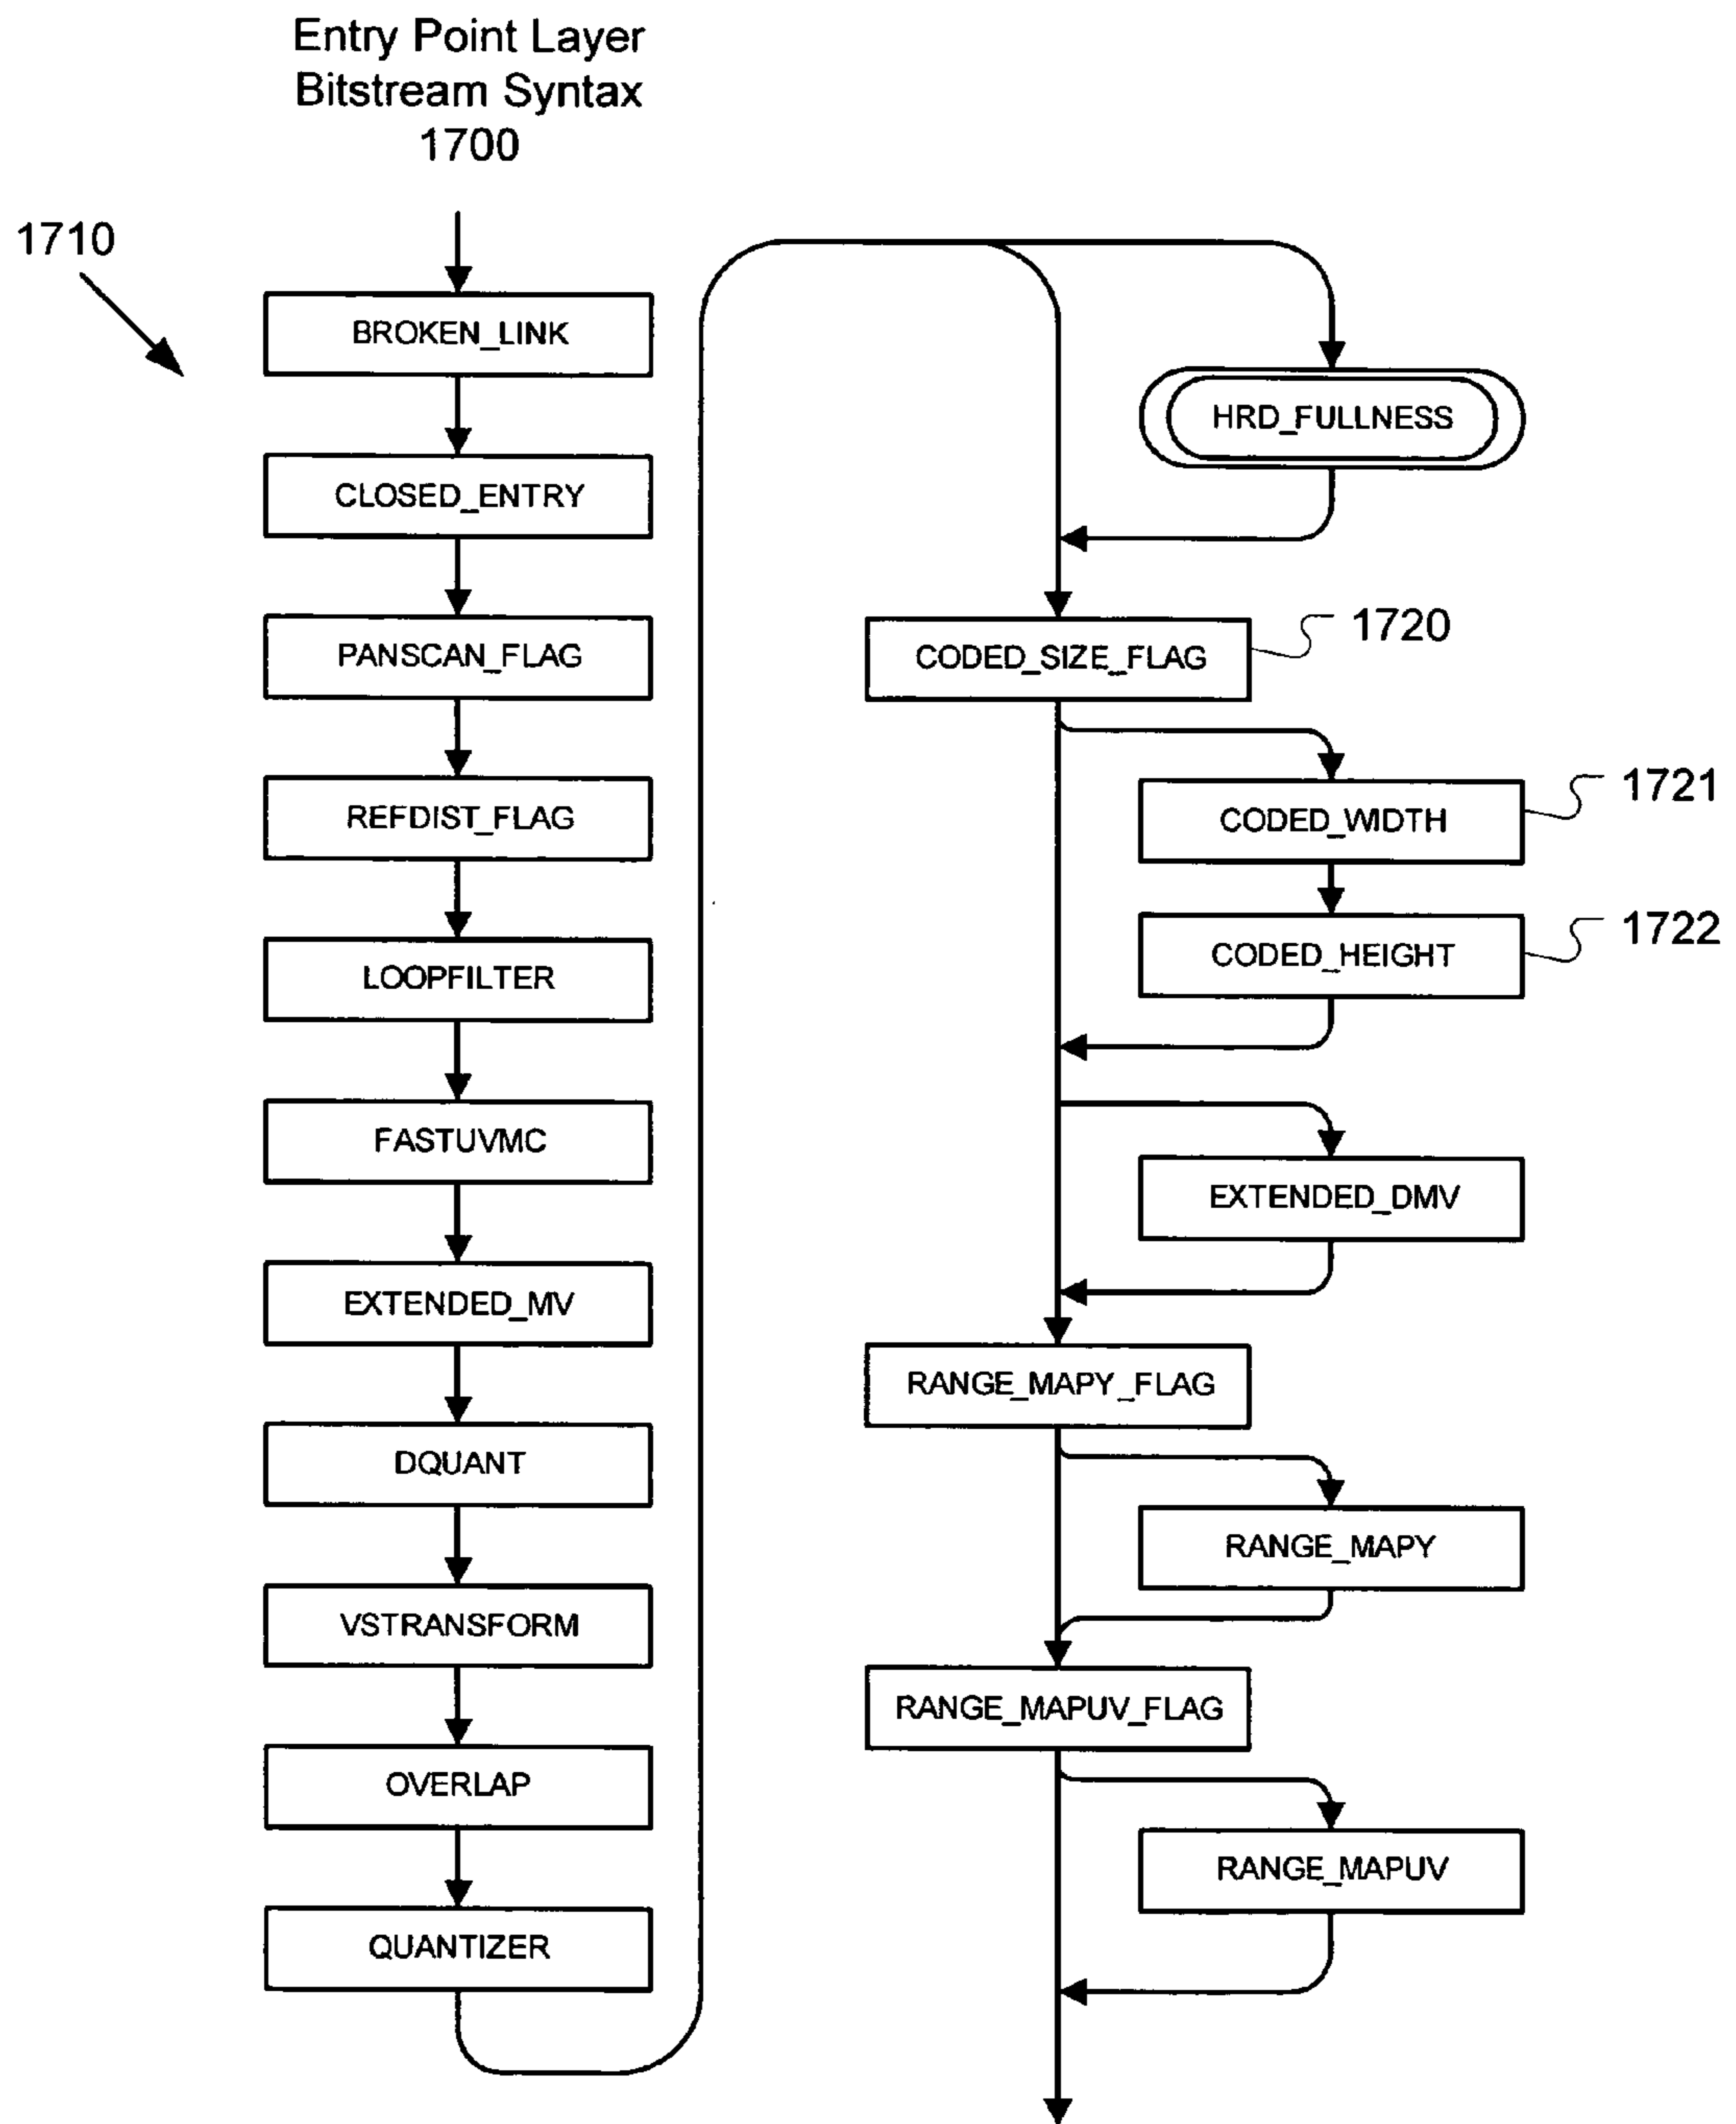 Entry Point Layer
Bitstream Syntax
1700
1710
BROKEN_LINK
CLOSED_ENTRY
PANSCAN_FLAG
REFDIST_FLAG
LOOPFILTER
FASTUVMC
EXTENDED_MV
DQUANT
VSTRANSFORM
OVERLAP
QUANTIZER
HRD_FULLNESS
CODED_SIZE_FLAG
1720
CODED_WIDTH
1721
CODED_HEIGHT
1722
EXTENDED_DMV
RANGE_MAPY_FLAG
RANGE_MAPY
RANGE_MAPUV_FLAG
RANGE_MAPUV